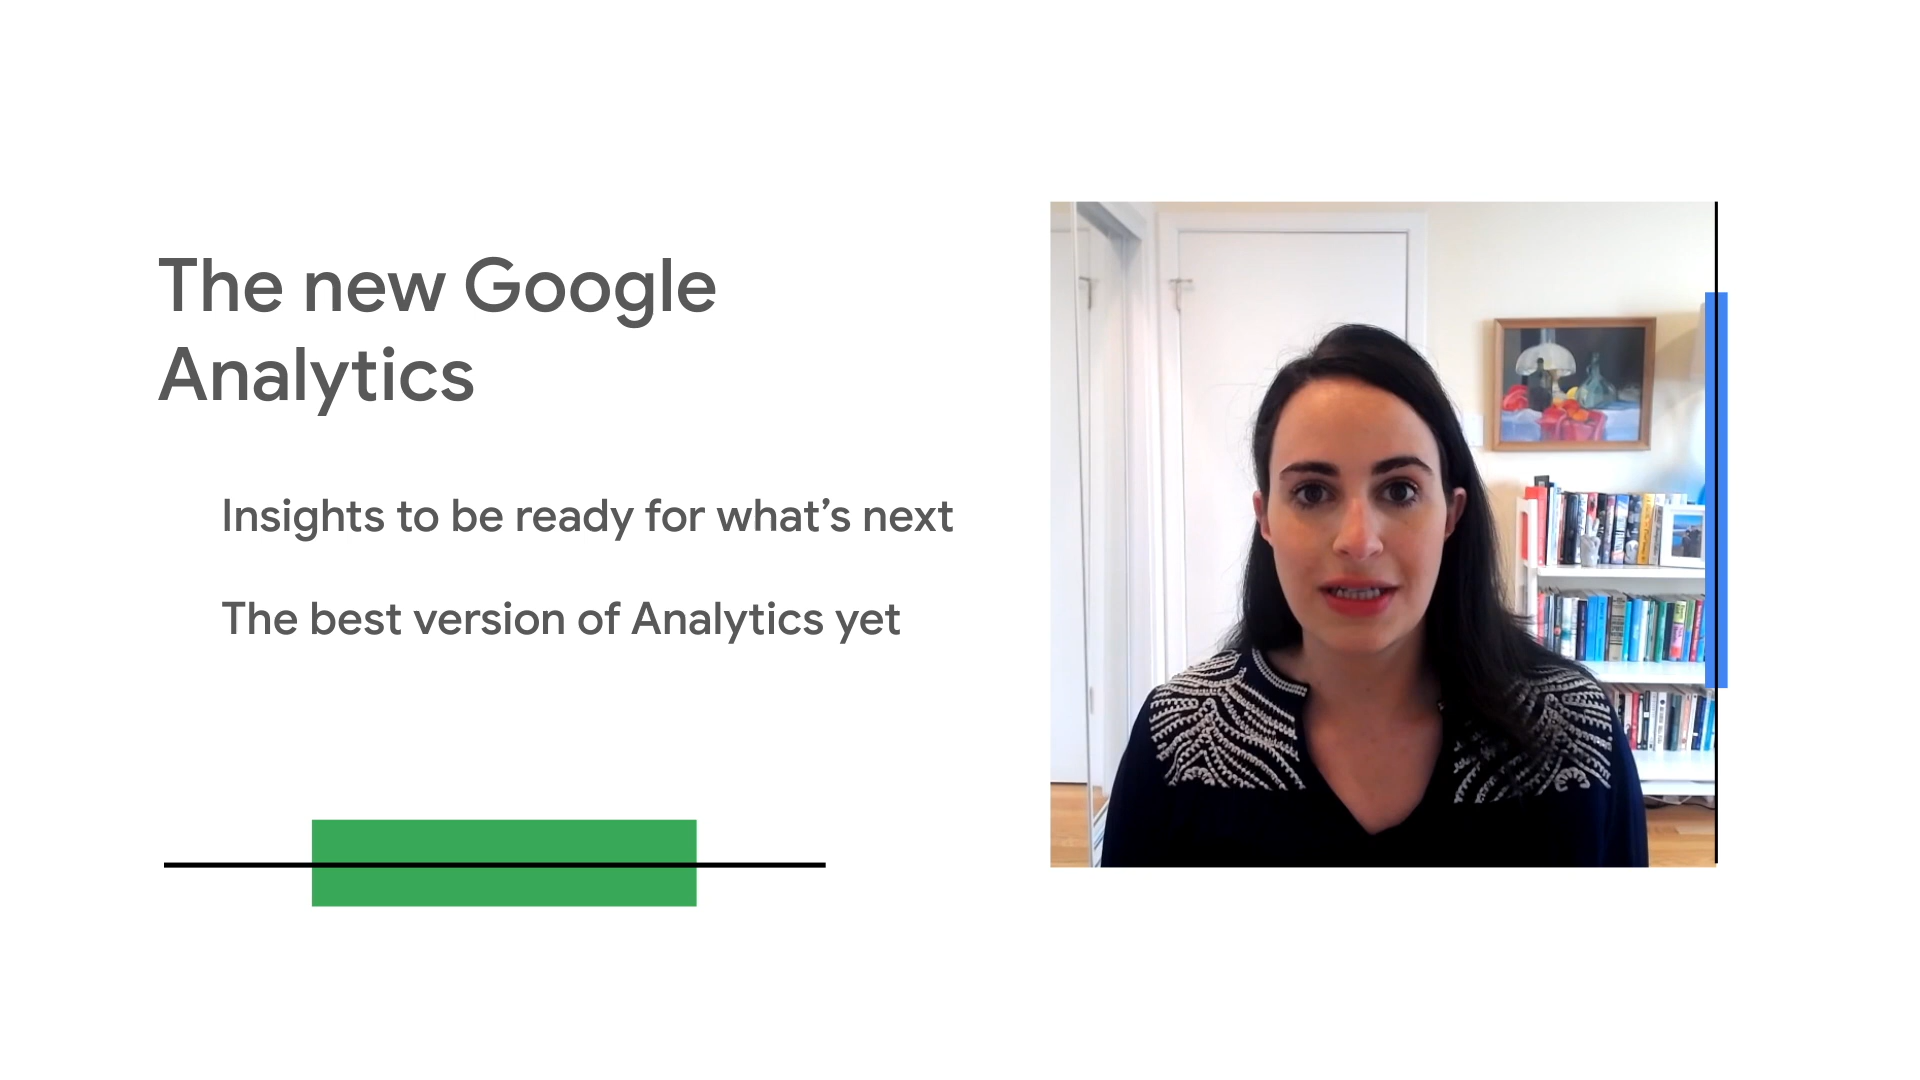 The new Google
Analytics
Insights to be ready for what’s next
The best version of Analytics yet